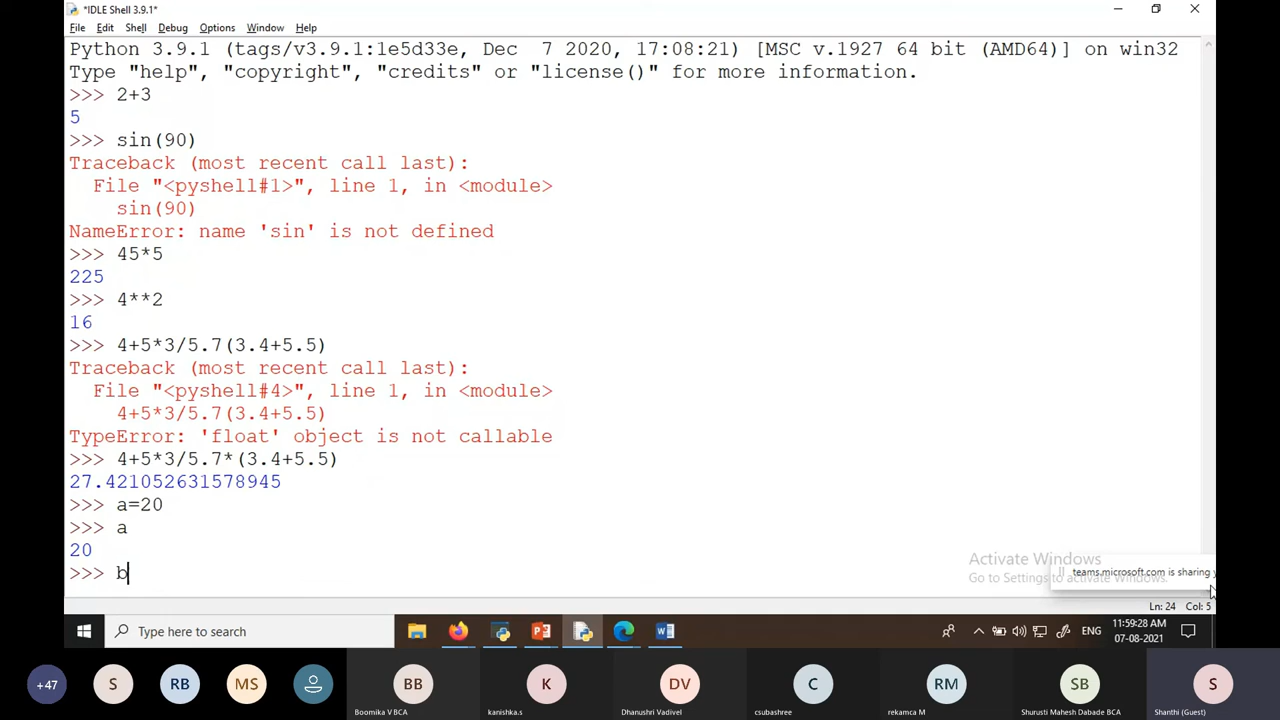 *IDLE Shell 3.9.1*
File Edit Shell Debug Options Window Help
Python 3.9.1 (tags/v3.9.1:1e5d33e, Dec  7 2020, 17:08:21) [MSC v.1927 64 bit (AMD64)] on win32
Type "help", "copyright", "credits" or "license()" for more information.
>>> 2+3
5
>>> sin(90)
Traceback (most recent call last):
  File "<pyshell#1>", line 1, in <module>
    sin(90)
NameError: name 'sin' is not defined
>>> 45*5
225
>>> 4**2
16
>>> 4+5*3/5.7(3.4+5.5)
Traceback (most recent call last):
  File "<pyshell#4>", line 1, in <module>
    4+5*3/5.7(3.4+5.5)
TypeError: 'float' object is not callable
>>> 4+5*3/5.7*(3.4+5.5)
27.421052631578945
>>> a=20
>>> a
20
>>> b
Activate Windows
Go to Settings to activate Windows.
teams.microsoft.com is sharing y
Ln: 24 Col: 5
Type here to search
ENG
11:59:28 AM
07-08-2021
+47 S RB MS BB K DV C RM SB S
Boomika V BCA kanishka.s Dhanushri Vadivel csubashree rekamca M Shurusti Mahesh Dabade BCA Shanthi (Guest)